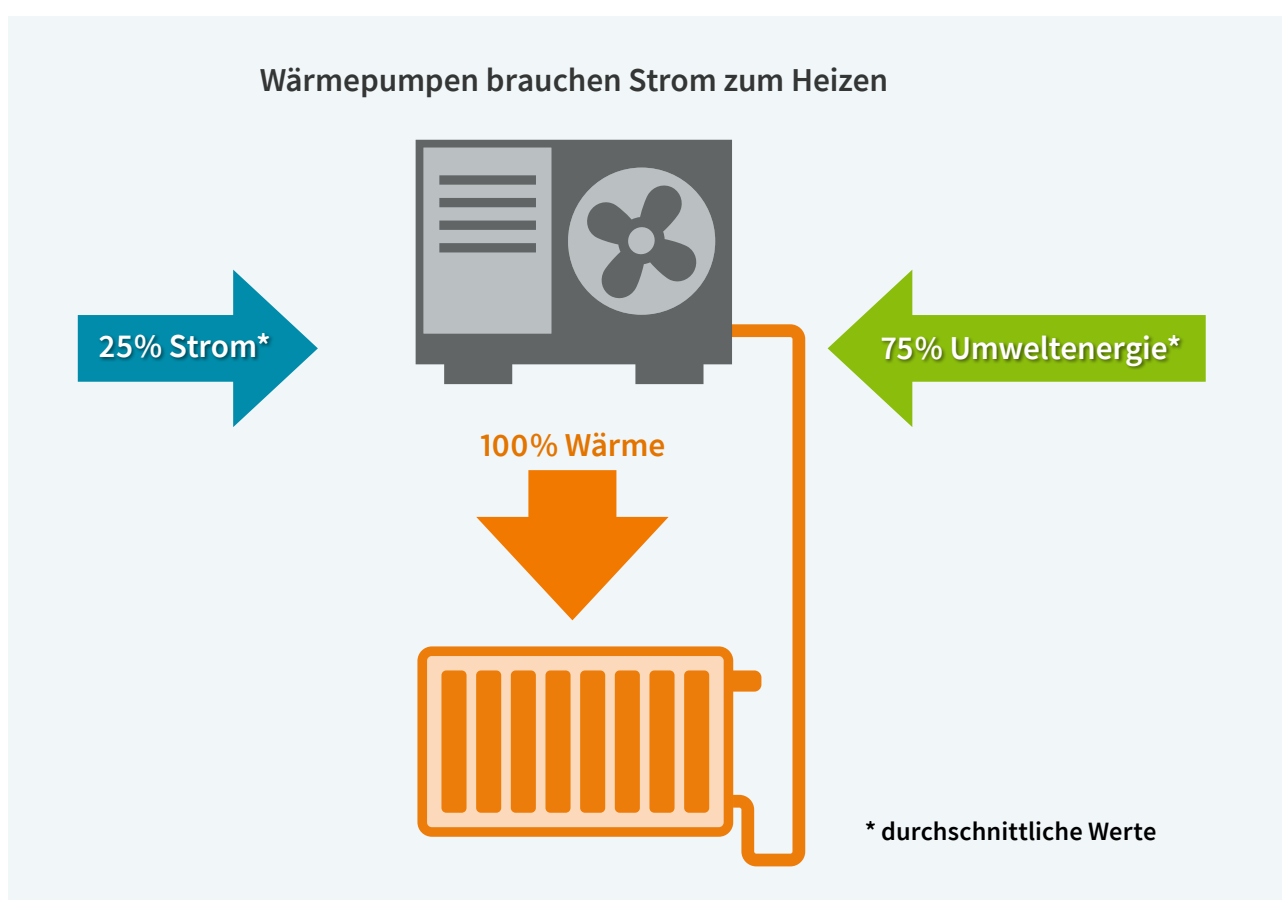 Wärmepumpen brauchen Strom zum Heizen
25% Strom*
75% Umweltenergie*
100% Wärme
* durchschnittliche Werte